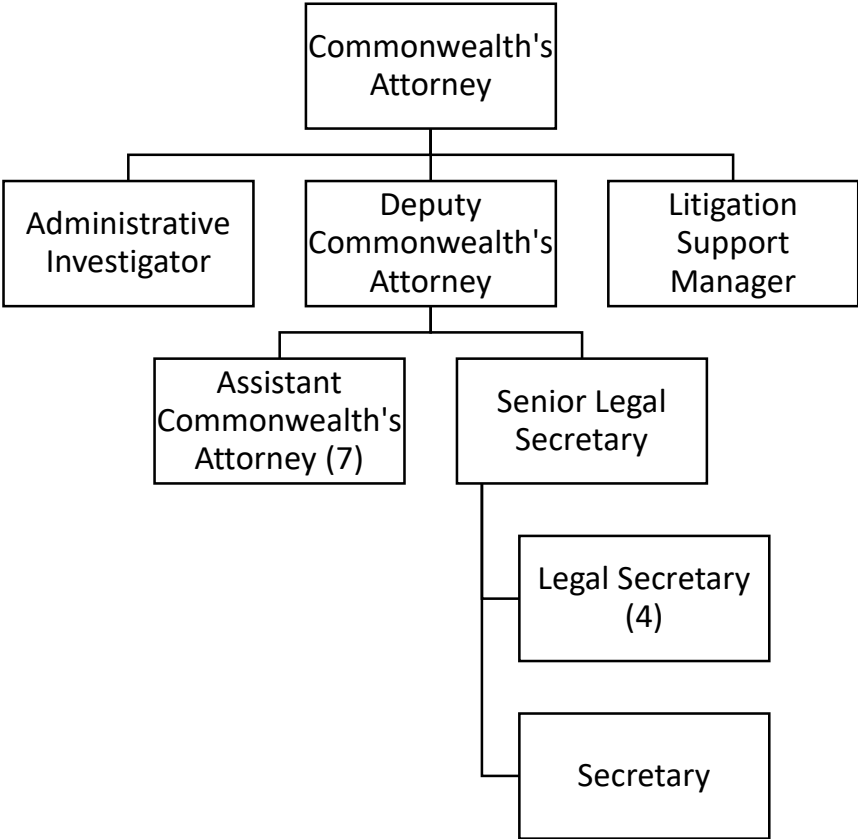 Commonwealth's
Attorney
Administrative
Investigator
Deputy
Commonwealth's
Attorney
Litigation
Support
Manager
Assistant
Commonwealth's
Attorney (7)
Senior Legal
Secretary
Legal Secretary
(4)
Secretary